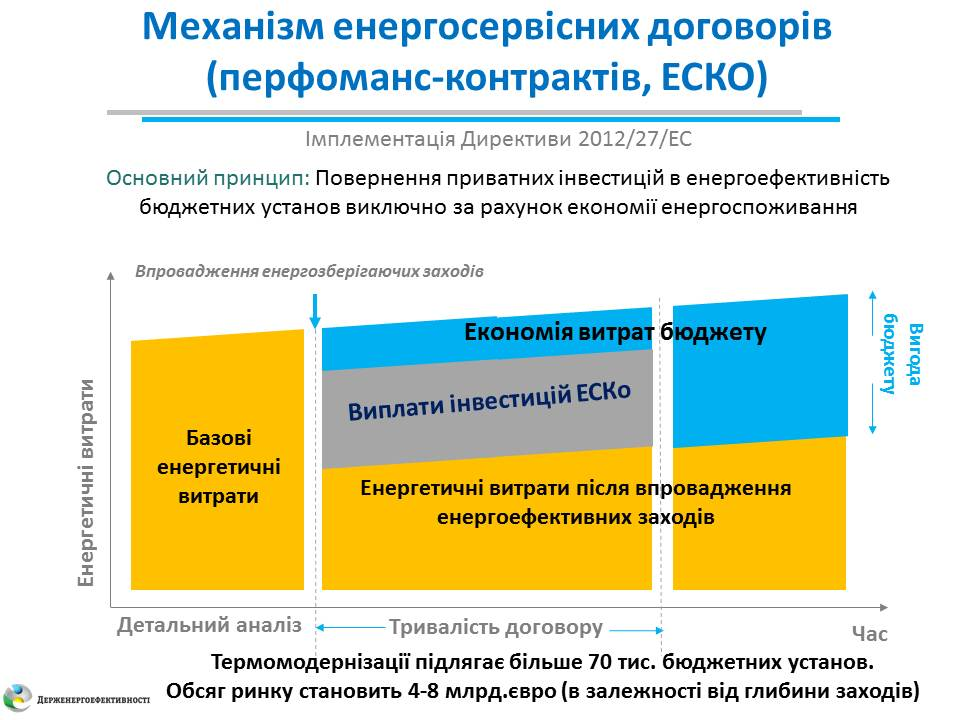 Механізм енергосервісних договорів
(перфоманс-контрактів, ЕСКО)
Імплементація Директиви 2012/27/ЕС
Основний принцип: Повернення приватних інвестицій в енергоефективність
бюджетних установ виключно за рахунок економії енергоспоживання
Впровадження енергозберігаючих заходів
Економія витрат бюджету
Вигода
бюджету
Виплати інвестицій ЕСКо
Базові
енергетичні
витрати
Енергетичні витрати після впровадження
енергоефективних заходів
Енергетичні витрати
Детальний аналіз
Тривалість договору
Час
Термомодернізації підлягає більше 70 тис. бюджетних установ.
Обсяг ринку становить 4-8 млрд.євро (в залежності від глибини заходів)
Держенергоефективності